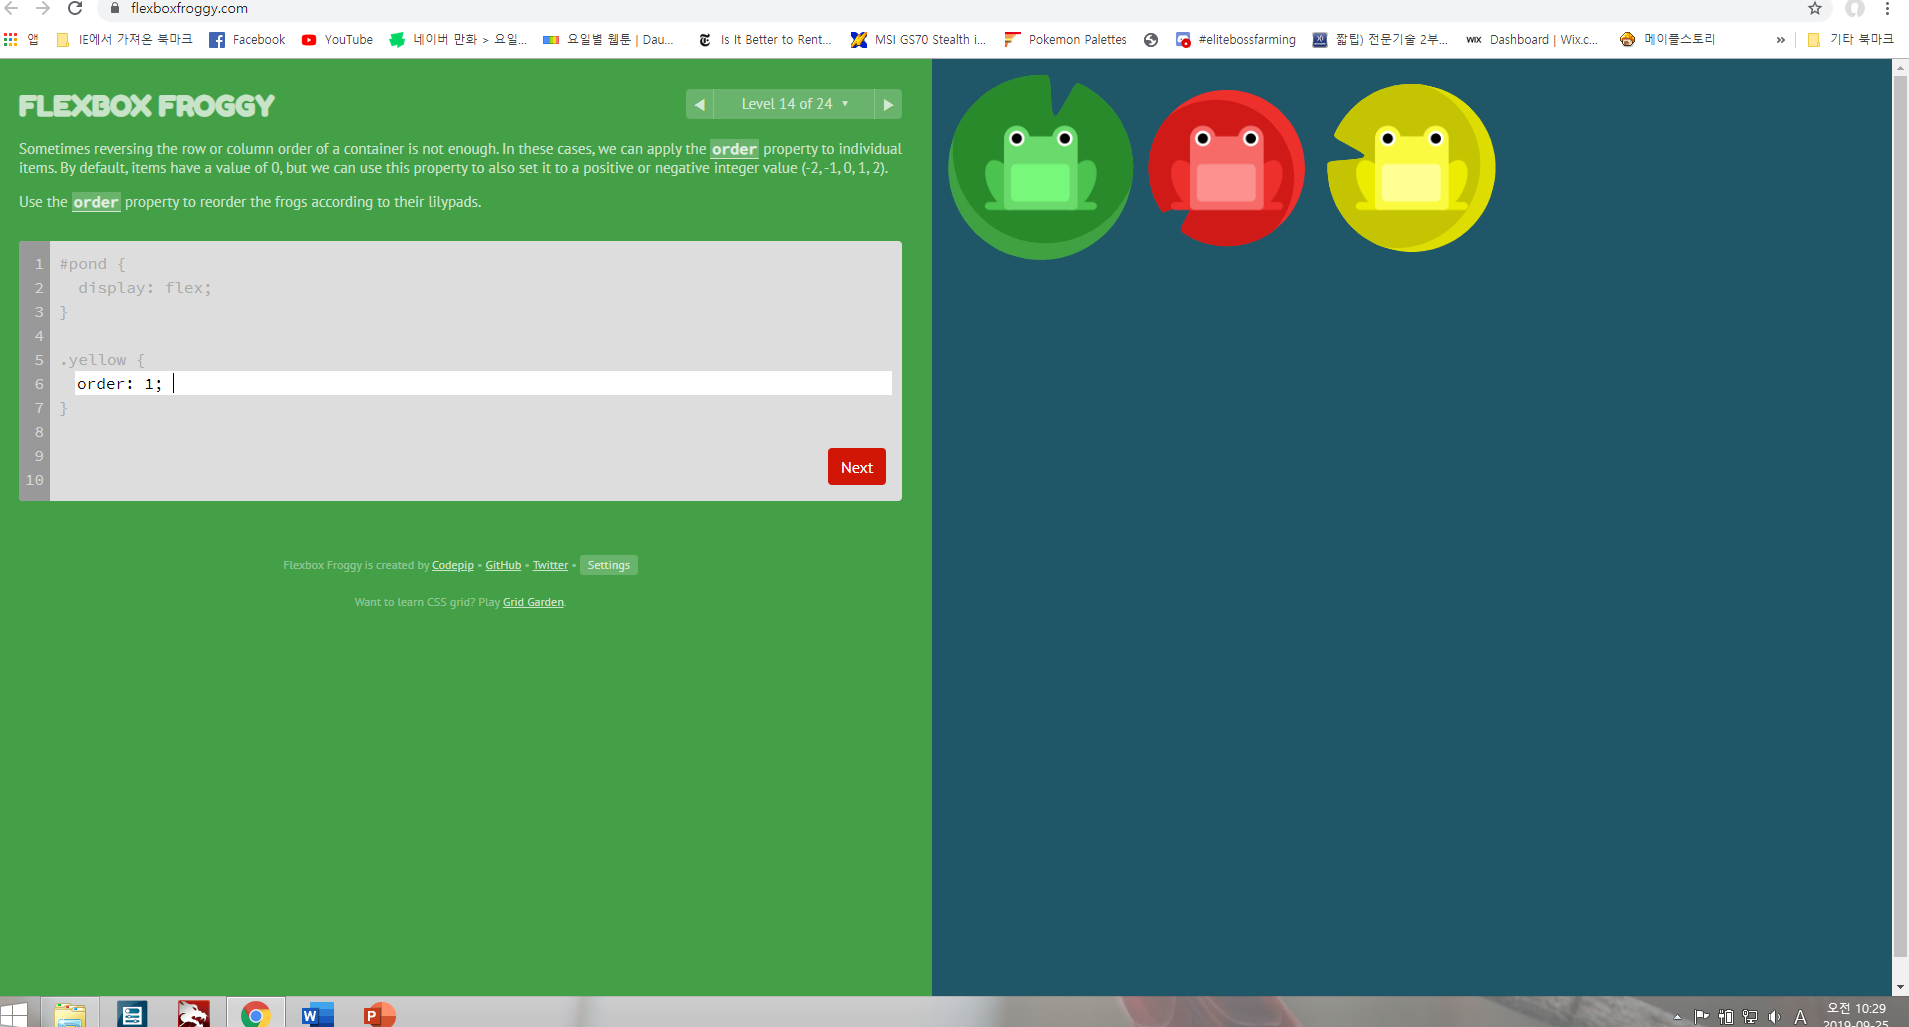 flexboxfroggy.com
앱 IE에서 가져온 북마크 Facebook YouTube 네이버 만화 > 요일... 요일별 웹툰 | Dau... Is It Better to Rent... MSI GS70 Stealth i... Pokemon Palettes #elitebossfarming 짧팁) 전문기술 2부... WIX Dashboard | Wix.c... 메이플스토리 » 기타 북마크
FLEXBOX FROGGY
◀ Level 14 of 24 ▼ ▶
Sometimes reversing the row or column order of a container is not enough. In these cases, we can apply the order property to individual
items. By default, items have a value of 0, but we can use this property to also set it to a positive or negative integer value (-2, -1, 0, 1, 2).
Use the order property to reorder the frogs according to their lilypads.
1 #pond {
2 display: flex;
3 }
4
5 .yellow {
6 order: 1;
7 }
8
9
10
Next
Flexbox Froggy is created by Codepip • GitHub • Twitter • Settings
Want to learn CSS grid? Play Grid Garden.
W P A 오전 10:29
2019-09-25